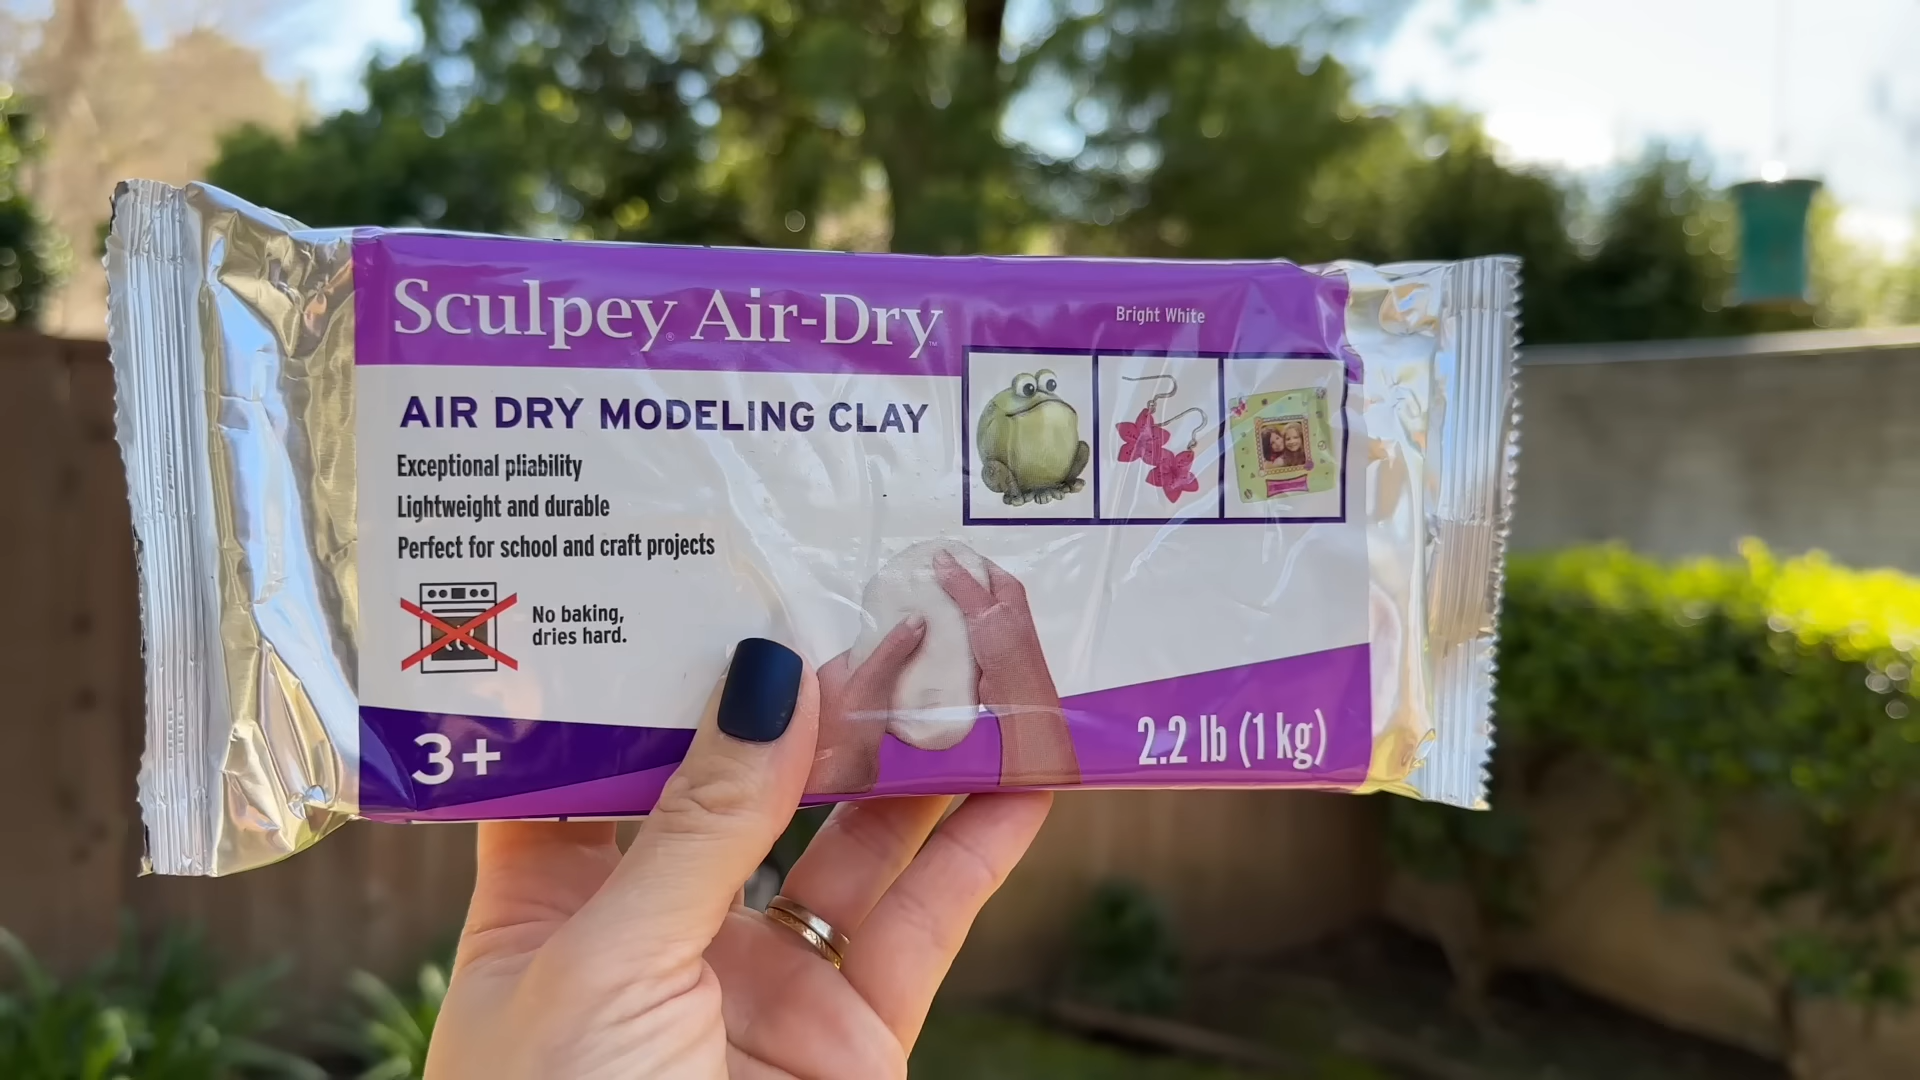 Sculpey® Air-Dry™
Bright White
AIR DRY MODELING CLAY
Exceptional pliability
Lightweight and durable
Perfect for school and craft projects
No baking,
dries hard.
3+
2.2 lb (1 kg)